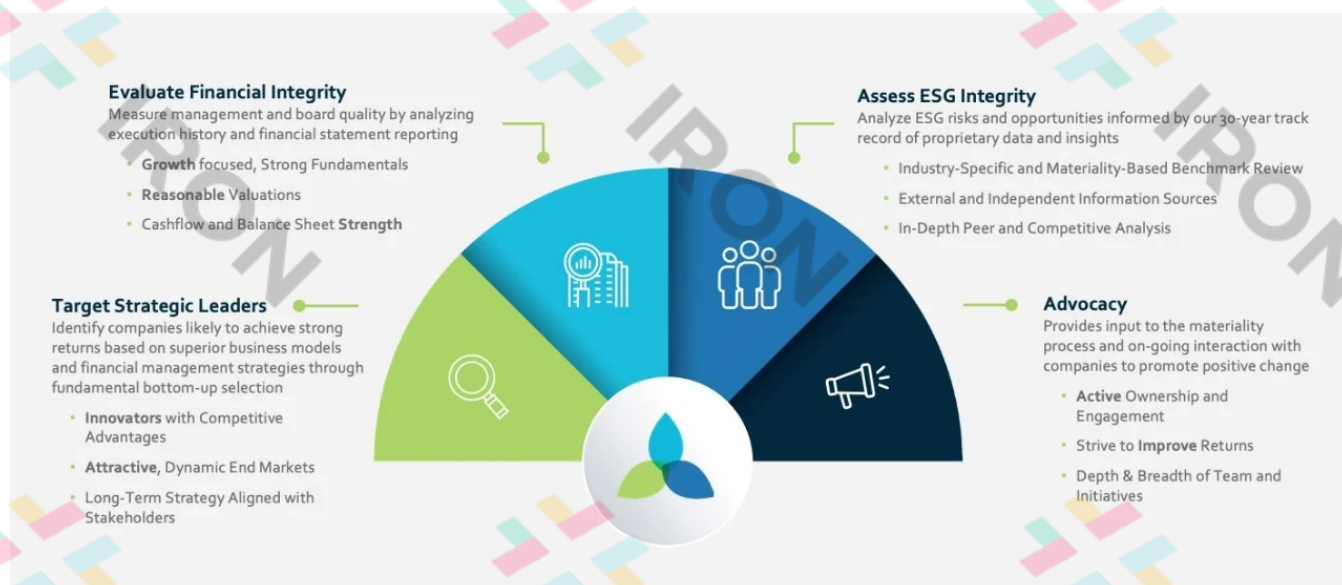 Evaluate Financial Integrity
Measure management and board quality by analyzing
execution history and financial statement reporting
• Growth focused, Strong Fundamentals
• Reasonable Valuations
• Cashflow and Balance Sheet Strength
Assess ESG Integrity
Analyze ESG risks and opportunities informed by our 30-year track
record of proprietary data and insights
• Industry-Specific and Materiality-Based Benchmark Review
• External and Independent Information Sources
• In-Depth Peer and Competitive Analysis
Target Strategic Leaders
Identify companies likely to achieve strong
returns based on superior business models
and financial management strategies through
fundamental bottom-up selection
• Innovators with Competitive
Advantages
• Attractive, Dynamic End Markets
• Long-Term Strategy Aligned with
Stakeholders
Advocacy
Provides input to the materiality
process and on-going interaction with
companies to promote positive change
• Active Ownership and
Engagement
• Strive to Improve Returns
• Depth & Breadth of Team and
Initiatives
IRON
IRON
IRON